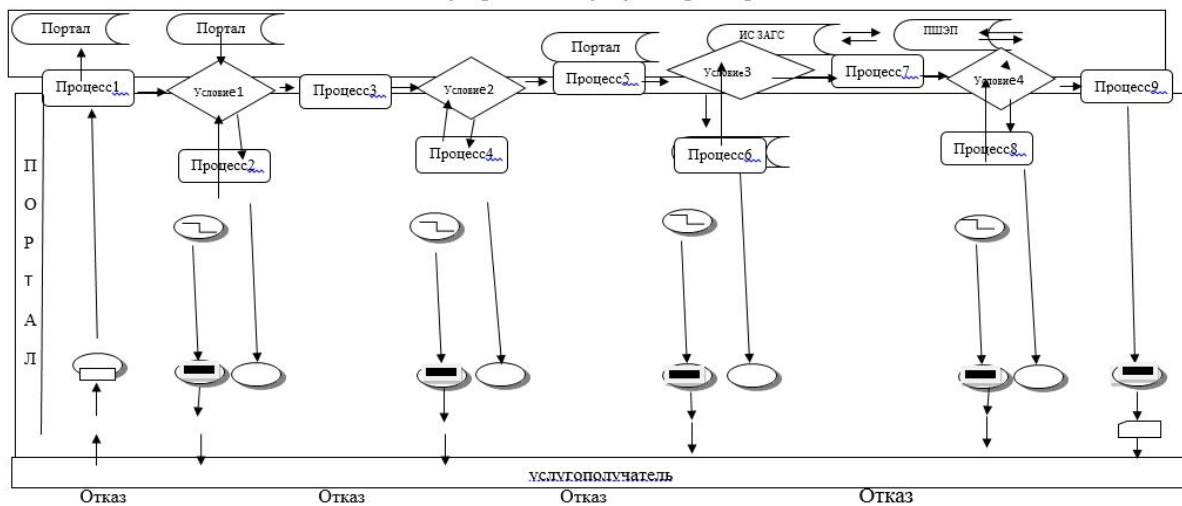 Портал
Портал
Портал
ИС ЗАГС
ПШЭП
Процесс1
Условие1
Процесс3
Условие2
Процесс5
Условие3
Процесс7
Условие4
Процесс9
Процесс2
Процесс4
Процесс6
Процесс8
П
О
Р
Т
А
Л
услугополучатель
Отказ
Отказ
Отказ
Отказ